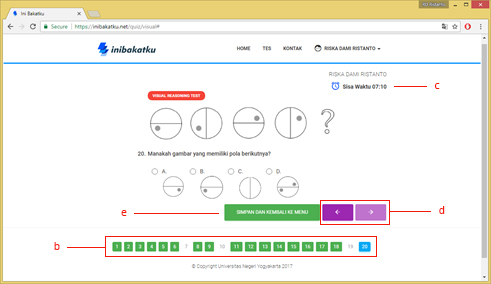 Ini Bakatku
Secure https://inibakatku.net/quiz/visual#
inibakatku
HOME TES KONTAK RISKA DAMI RISTANTO
RISKA DAMI RISTANTO
Sisa Waktu 07:10
c
VISUAL REASONING TEST
?
20. Manakah gambar yang memiliki pola berikutnya?
A. B. C. D.
e
SIMPAN DAN KEMBALI KE MENU
d
b
1 2 3 4 5 6 7 8 9 10 11 12 13 14 15 16 17 18 19 20
© Copyright Universitas Negeri Yogyakarta 2017